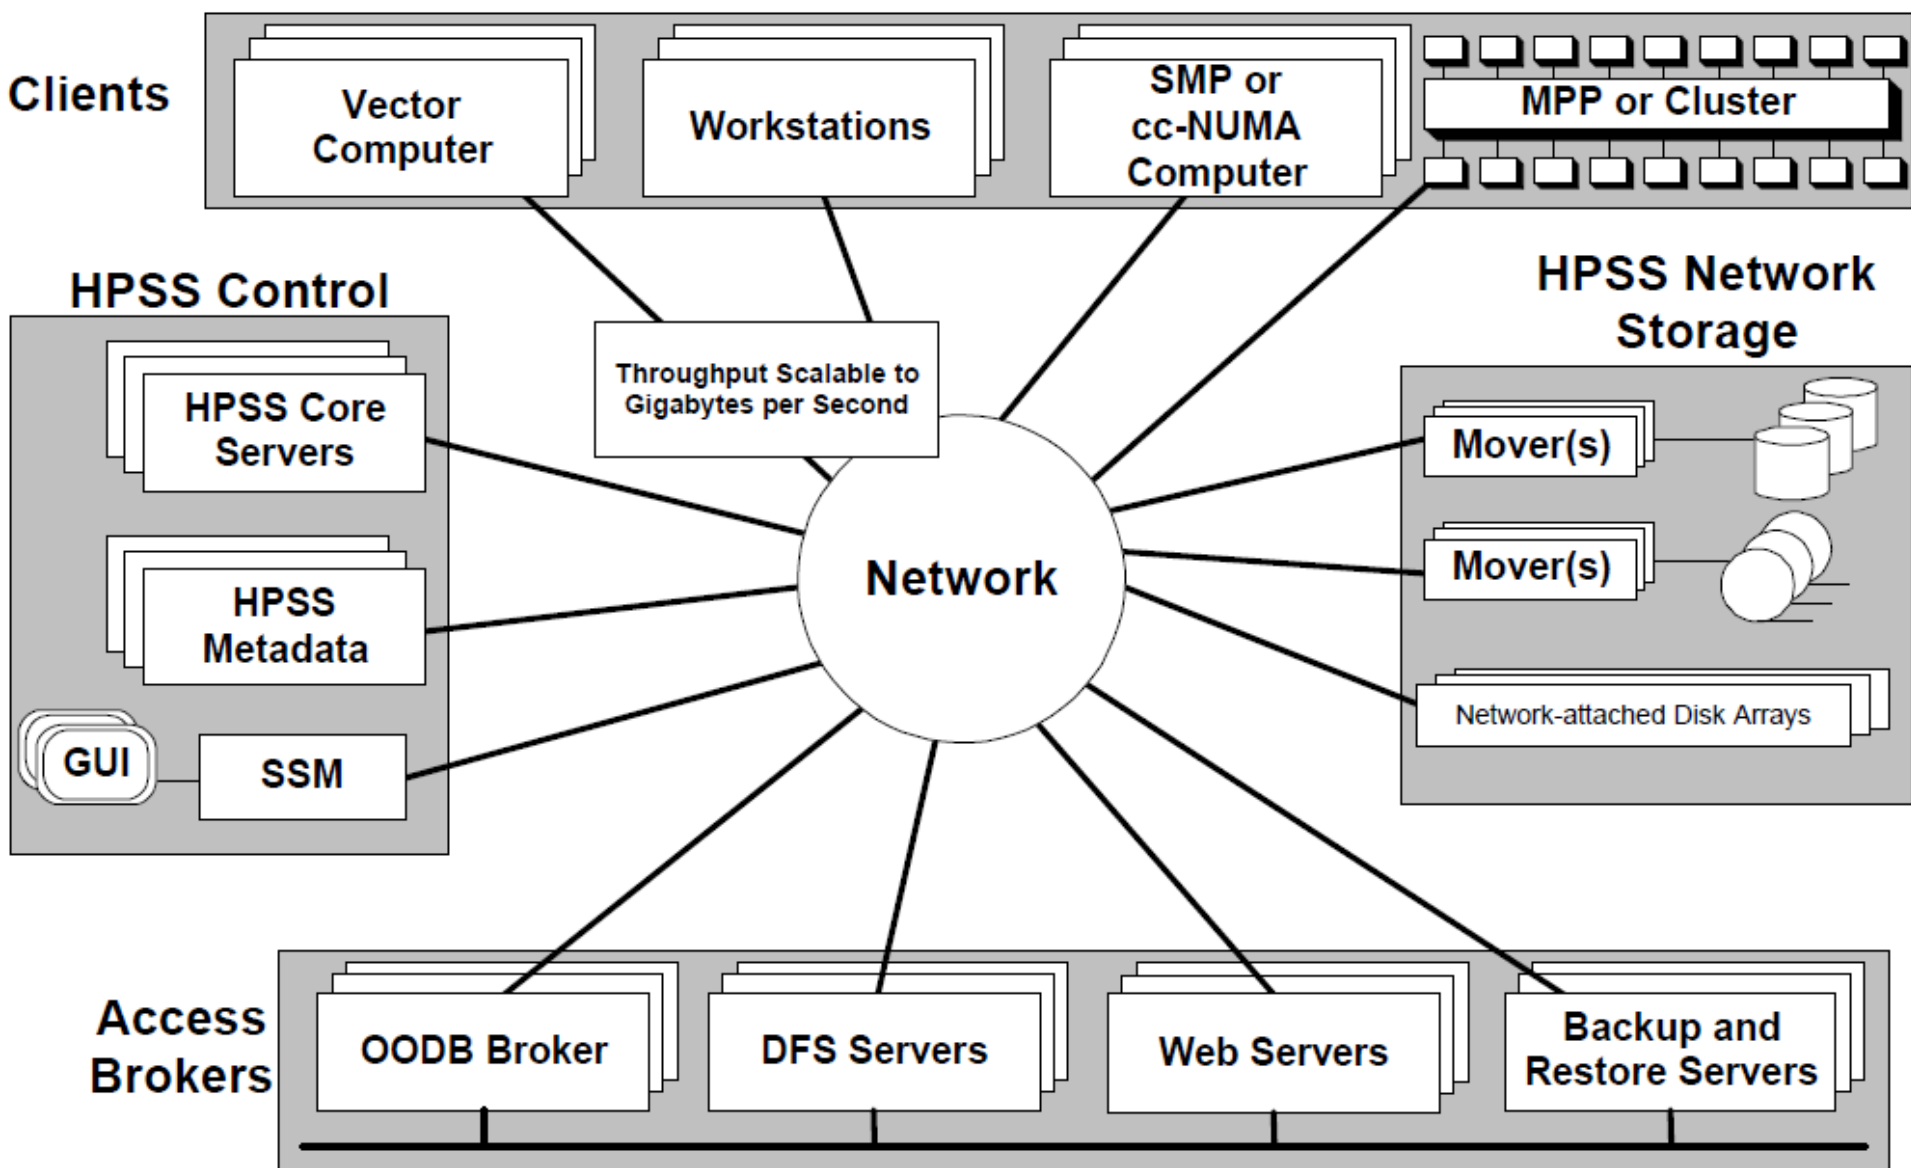 Clients
Vector
Computer
Workstations
SMP or
cc-NUMA
Computer
MPP or Cluster
HPSS Control
HPSS Network
Storage
Throughput Scalable to
Gigabytes per Second
HPSS Core
Servers
HPSS
Metadata
GUI
SSM
Network
Mover(s)
Mover(s)
Network-attached Disk Arrays
Access
Brokers
OODB Broker
DFS Servers
Web Servers
Backup and
Restore Servers